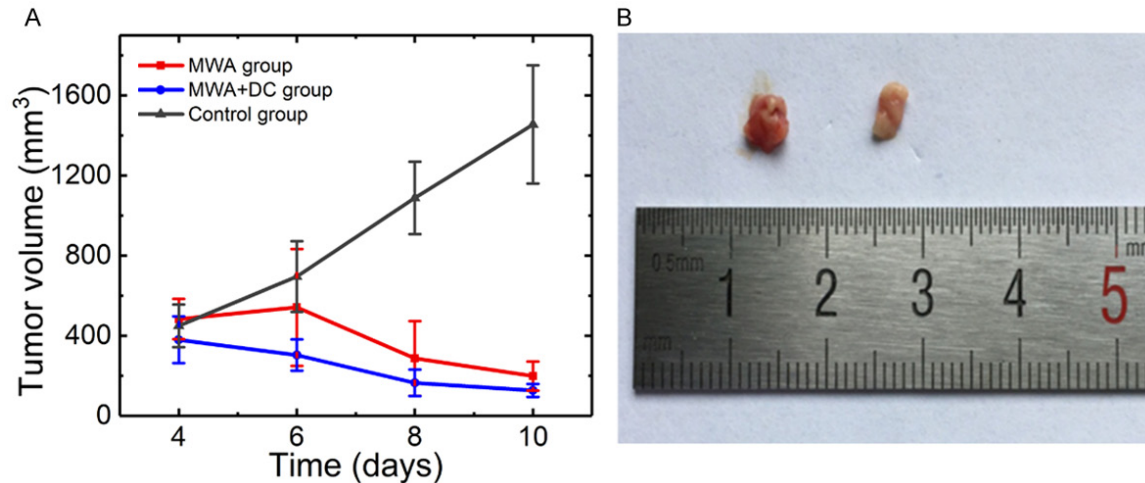 A
Tumor volume (mm³)
1600
1200
800
400
0
MWA group
MWA+DC group
Control group
4 6 8 10
Time (days)
B
0.5mm
1 2 3 4 5